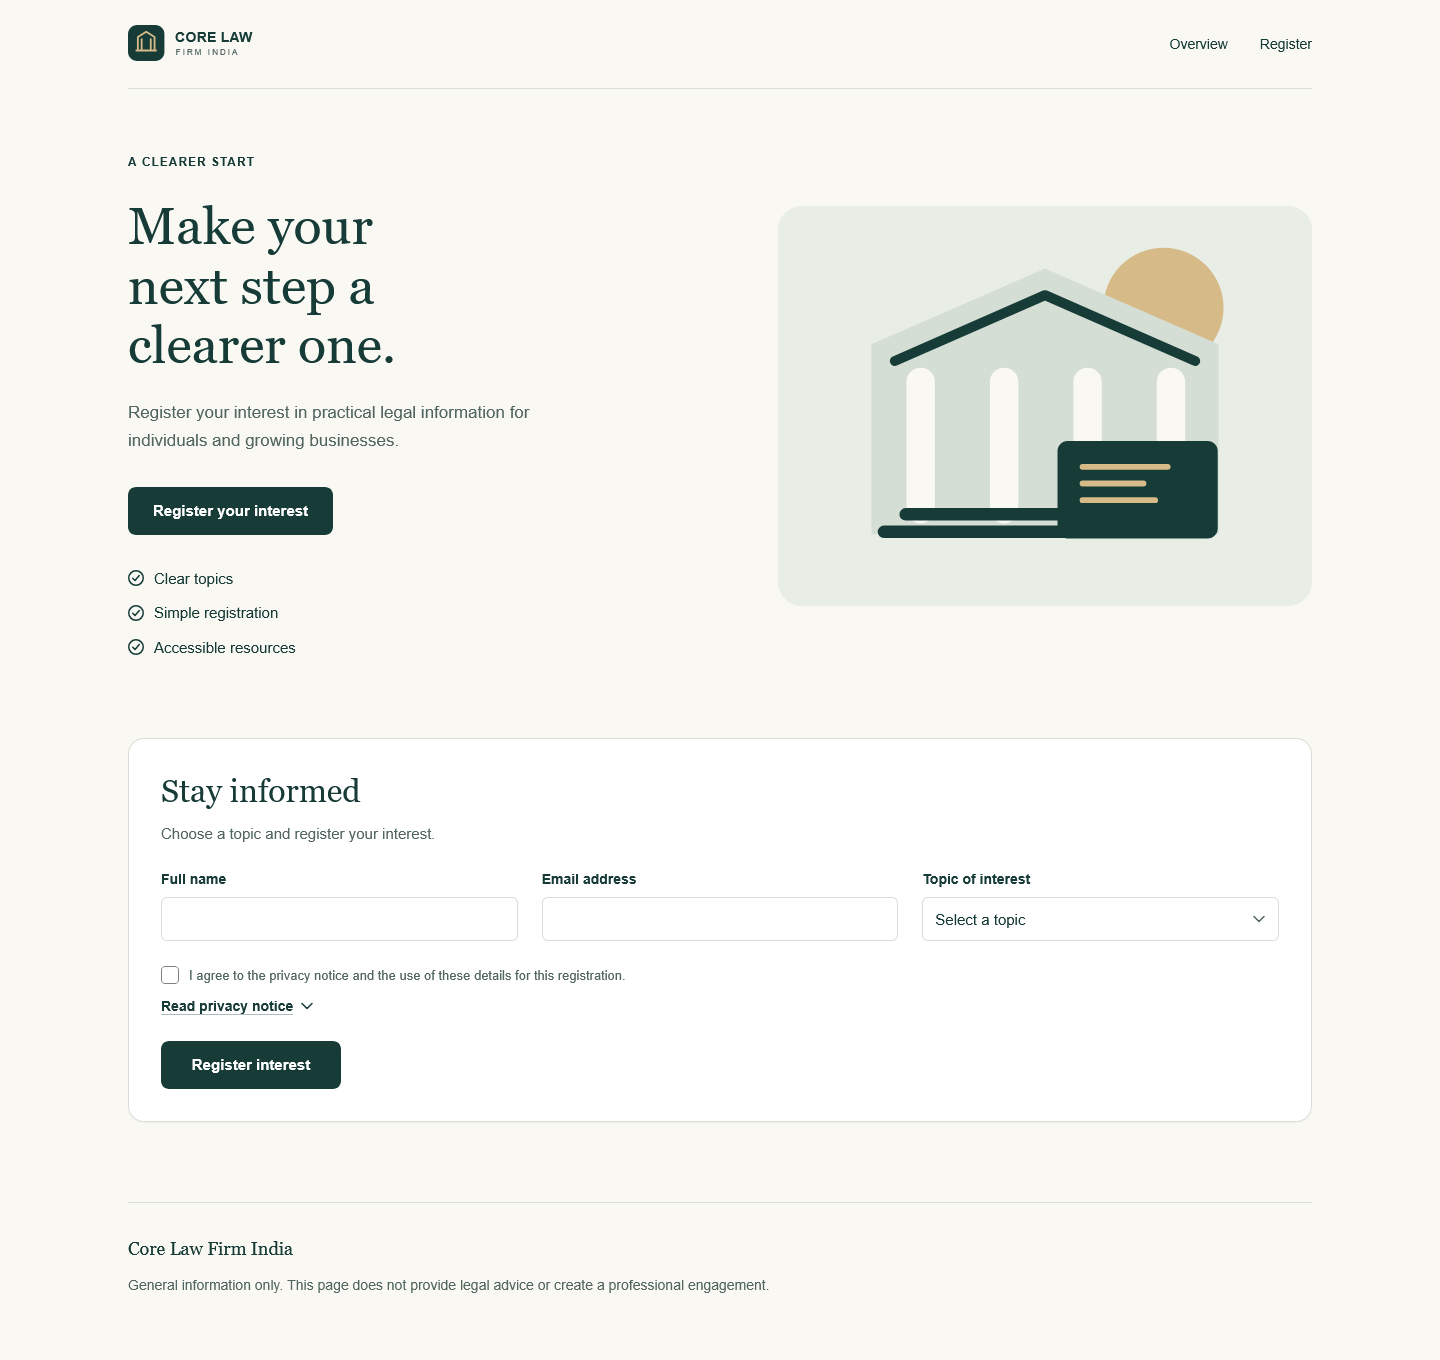 CORE LAW
FIRM INDIA
Overview
Register
A CLEARER START
Make your
next step a
clearer one.
Register your interest in practical legal information for
individuals and growing businesses.
Register your interest
Clear topics
Simple registration
Accessible resources
Stay informed
Choose a topic and register your interest.
Full name
Email address
Topic of interest
Select a topic
I agree to the privacy notice and the use of these details for this registration.
Read privacy notice
Register interest
Core Law Firm India
General information only. This page does not provide legal advice or create a professional engagement.